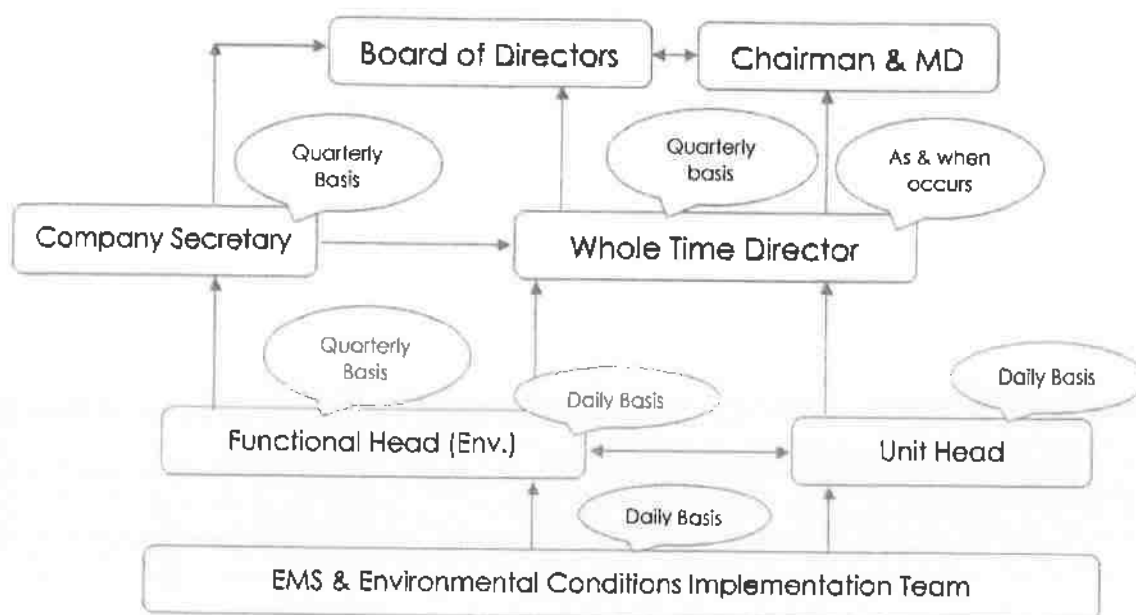 Board of Directors
Chairman & MD
Quarterly
Basis
Quarterly
basis
As & when
occurs
Company Secretary
Whole Time Director
Quarterly
Basis
Daily Basis
Daily Basis
Functional Head (Env.)
Unit Head
Daily Basis
EMS & Environmental Conditions Implementation Team